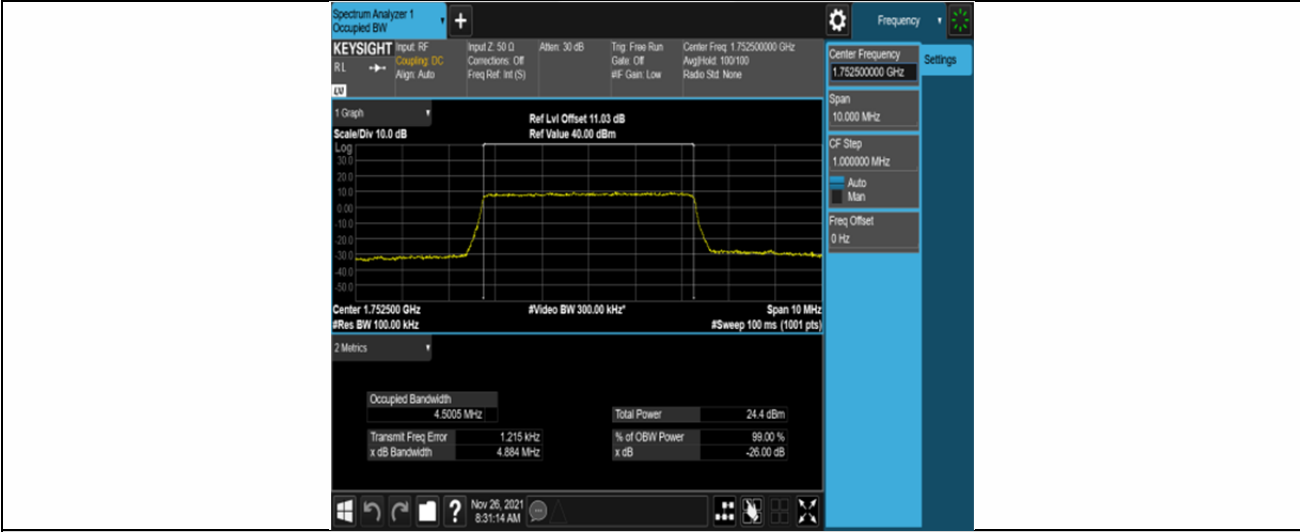 Spectrum Analyzer 1
Occupied BW
+
Frequency
KEYSIGHT
RL
Input: RF
Coupling: DC
Align: Auto
Input Z: 50 Ω
Corrections: Off
Freq Ref: Int (S)
Atten: 30 dB
Trig: Free Run
Gate: Off
#IF Gain: Low
Center Freq: 1.752500000 GHz
Avg|Hold: 100/100
Radio Std: None
Center Frequency
1.752500000 GHz
Settings
Span
10.000 MHz
CF Step
1.000000 MHz
Auto
Man
Freq Offset
0 Hz
1 Graph
Scale/Div 10.0 dB
Ref Lvl Offset 11.03 dB
Ref Value 40.00 dBm
Log
30.0
20.0
10.0
0.00
-10.0
-20.0
-30.0
-40.0
-50.0
Center 1.752500 GHz
#Video BW 300.00 kHz*
Span 10 MHz
#Res BW 100.00 kHz
#Sweep 100 ms (1001 pts)
2 Metrics
Occupied Bandwidth
4.5005 MHz
Total Power 24.4 dBm
Transmit Freq Error 1.215 kHz
% of OBW Power 99.00 %
x dB Bandwidth 4.884 MHz
x dB -26.00 dB
?
Nov 26, 2021
8:31:14 AM